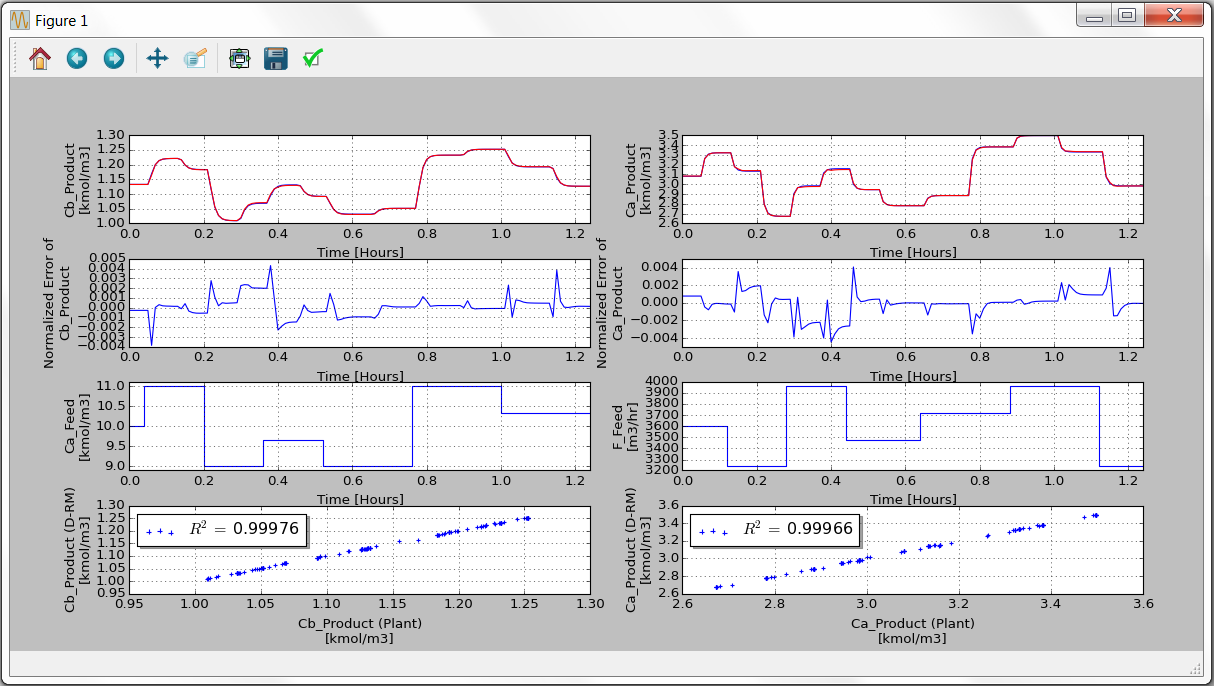 Figure 1
Cb_Product
[kmol/m3]
1.30
1.25
1.20
1.15
1.10
1.05
1.00
0.0 0.2 0.4 0.6 0.8 1.0 1.2
Time [Hours]
Ca_Product
[kmol/m3]
3.5
3.4
3.3
3.2
3.1
3.0
2.9
2.8
2.7
2.6
0.0 0.2 0.4 0.6 0.8 1.0 1.2
Time [Hours]
Normalized Error of
Cb_Product
0.005
0.004
0.003
0.002
0.001
0.000
−0.001
−0.002
−0.003
−0.004
0.0 0.2 0.4 0.6 0.8 1.0 1.2
Time [Hours]
Normalized Error of
Ca_Product
0.004
0.002
0.000
−0.002
−0.004
0.0 0.2 0.4 0.6 0.8 1.0 1.2
Time [Hours]
Ca_Feed
[kmol/m3]
11.0
10.5
10.0
9.5
9.0
0.0 0.2 0.4 0.6 0.8 1.0 1.2
Time [Hours]
F_Feed
[m3/hr]
4000
3900
3800
3700
3600
3500
3400
3300
3200
0.0 0.2 0.4 0.6 0.8 1.0 1.2
Time [Hours]
Cb_Product (D-RM)
[kmol/m3]
1.30
1.25
1.20
1.15
1.10
1.05
1.00
0.95
R² = 0.99976
0.95 1.00 1.05 1.10 1.15 1.20 1.25 1.30
Cb_Product (Plant)
[kmol/m3]
Ca_Product (D-RM)
[kmol/m3]
3.6
3.4
3.2
3.0
2.8
2.6
R² = 0.99966
2.6 2.8 3.0 3.2 3.4 3.6
Ca_Product (Plant)
[kmol/m3]